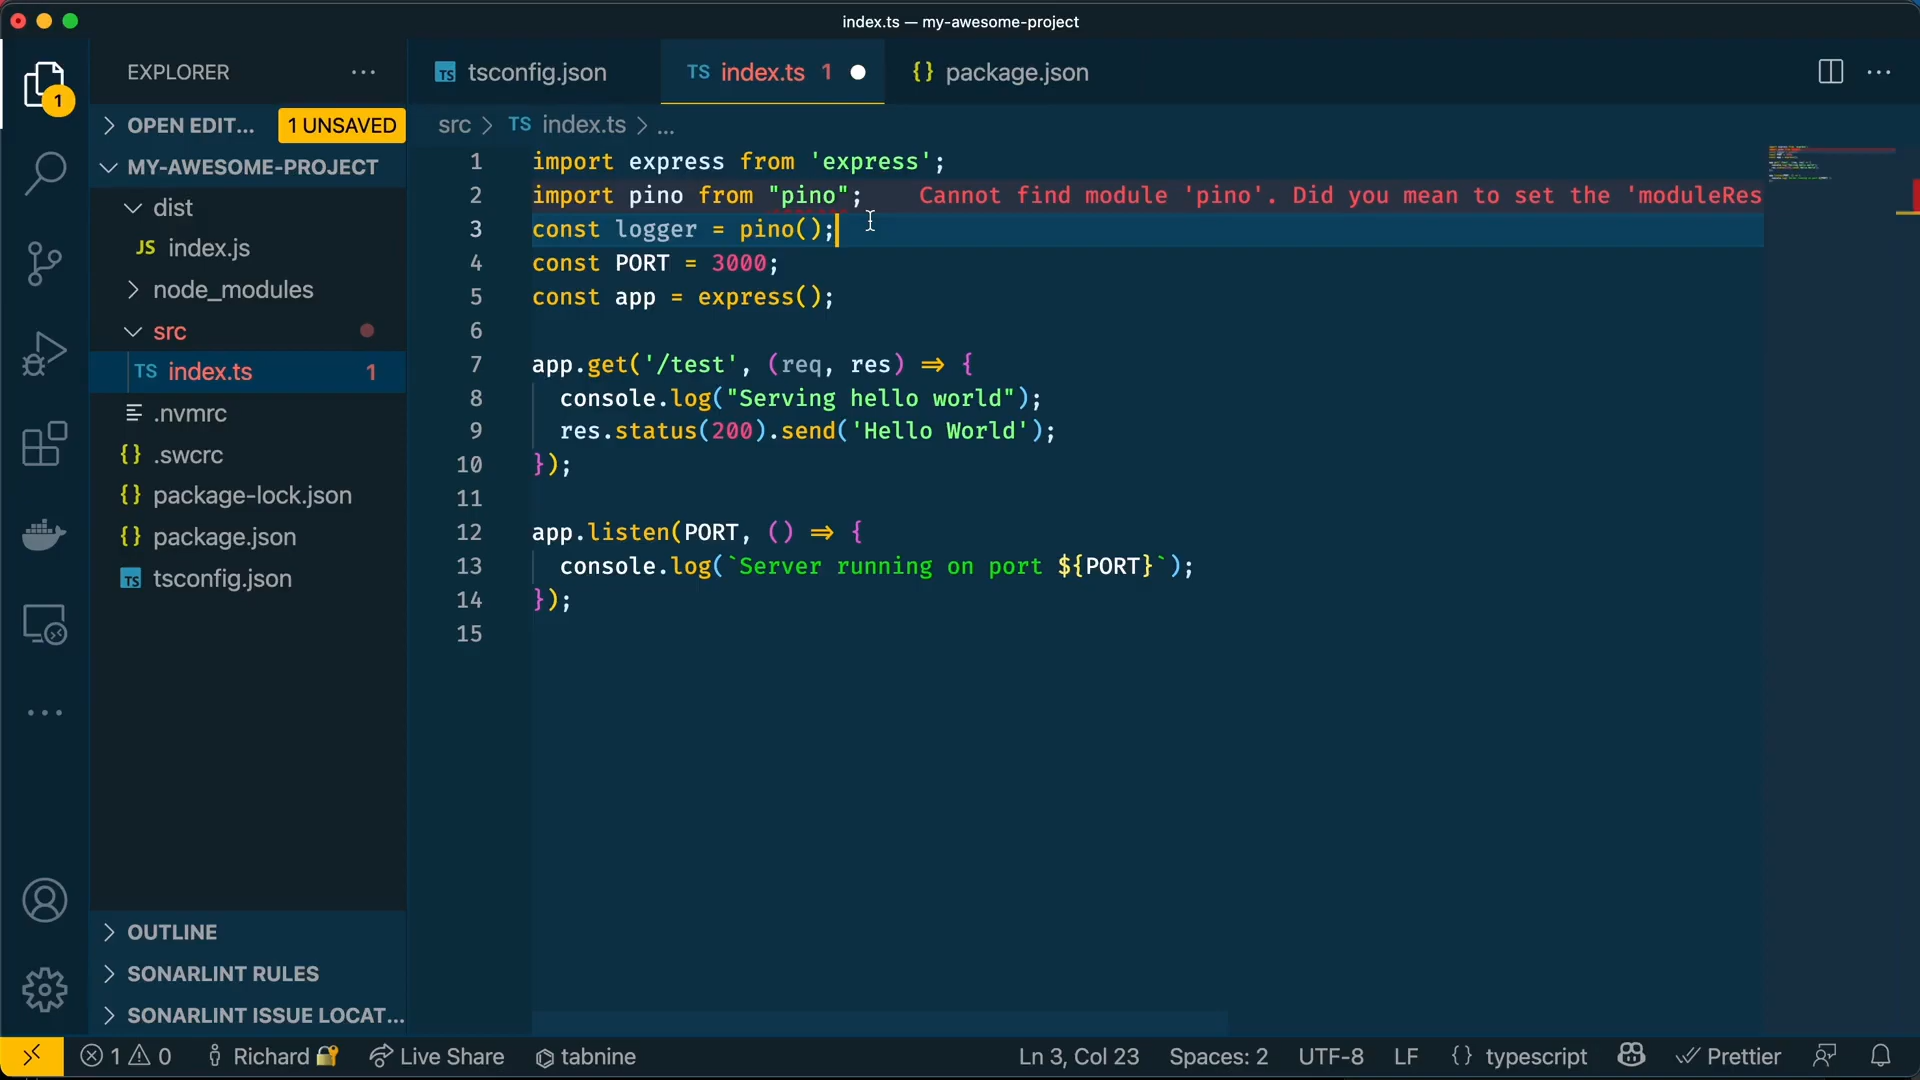 index.ts — my-awesome-project
EXPLORER
tsconfig.json
TS index.ts 1
{} package.json
1
OPEN EDIT...
1 UNSAVED
src > TS index.ts > ...
MY-AWESOME-PROJECT
dist
JS index.js
node_modules
src
TS index.ts 1
.nvmrc
{} .swcrc
{} package-lock.json
{} package.json
TS tsconfig.json
1 import express from 'express';
2 import pino from "pino"; Cannot find module 'pino'. Did you mean to set the 'moduleRes
3 const logger = pino();
4 const PORT = 3000;
5 const app = express();
6
7 app.get('/test', (req, res) => {
8 console.log("Serving hello world");
9 res.status(200).send('Hello World');
10 });
11
12 app.listen(PORT, () => {
13 console.log(`Server running on port ${PORT}`);
14 });
15
OUTLINE
SONARLINT RULES
SONARLINT ISSUE LOCAT...
1 0 Richard Live Share tabnine Ln 3, Col 23 Spaces: 2 UTF-8 LF {} typescript Prettier